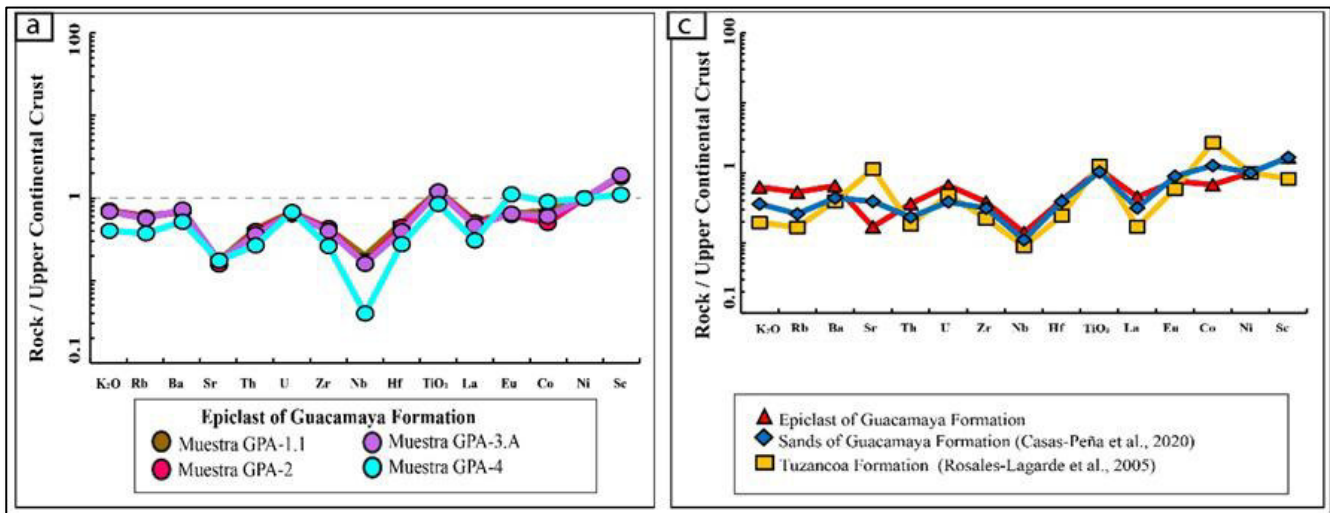 a
100
1
0.1
Rock / Upper Continental Crust
K₂O Rb Ba Sr Th U Zr Nb Hf TiO₂ La Eu Co Ni Sc
Epiclast of Guacamaya Formation
Muestra GPA-1.1
Muestra GPA-3.A
Muestra GPA-2
Muestra GPA-4
c
100
1
0.1
Rock / Upper Continental Crust
K₂O Rb Ba Sr Th U Zr Nb Hf TiO₂ La Eu Co Ni Sc
Epiclast of Guacamaya Formation
Sands of Guacamaya Formation (Casas-Peña et al., 2020)
Tuzancoa Formation (Rosales-Lagarde et al., 2005)